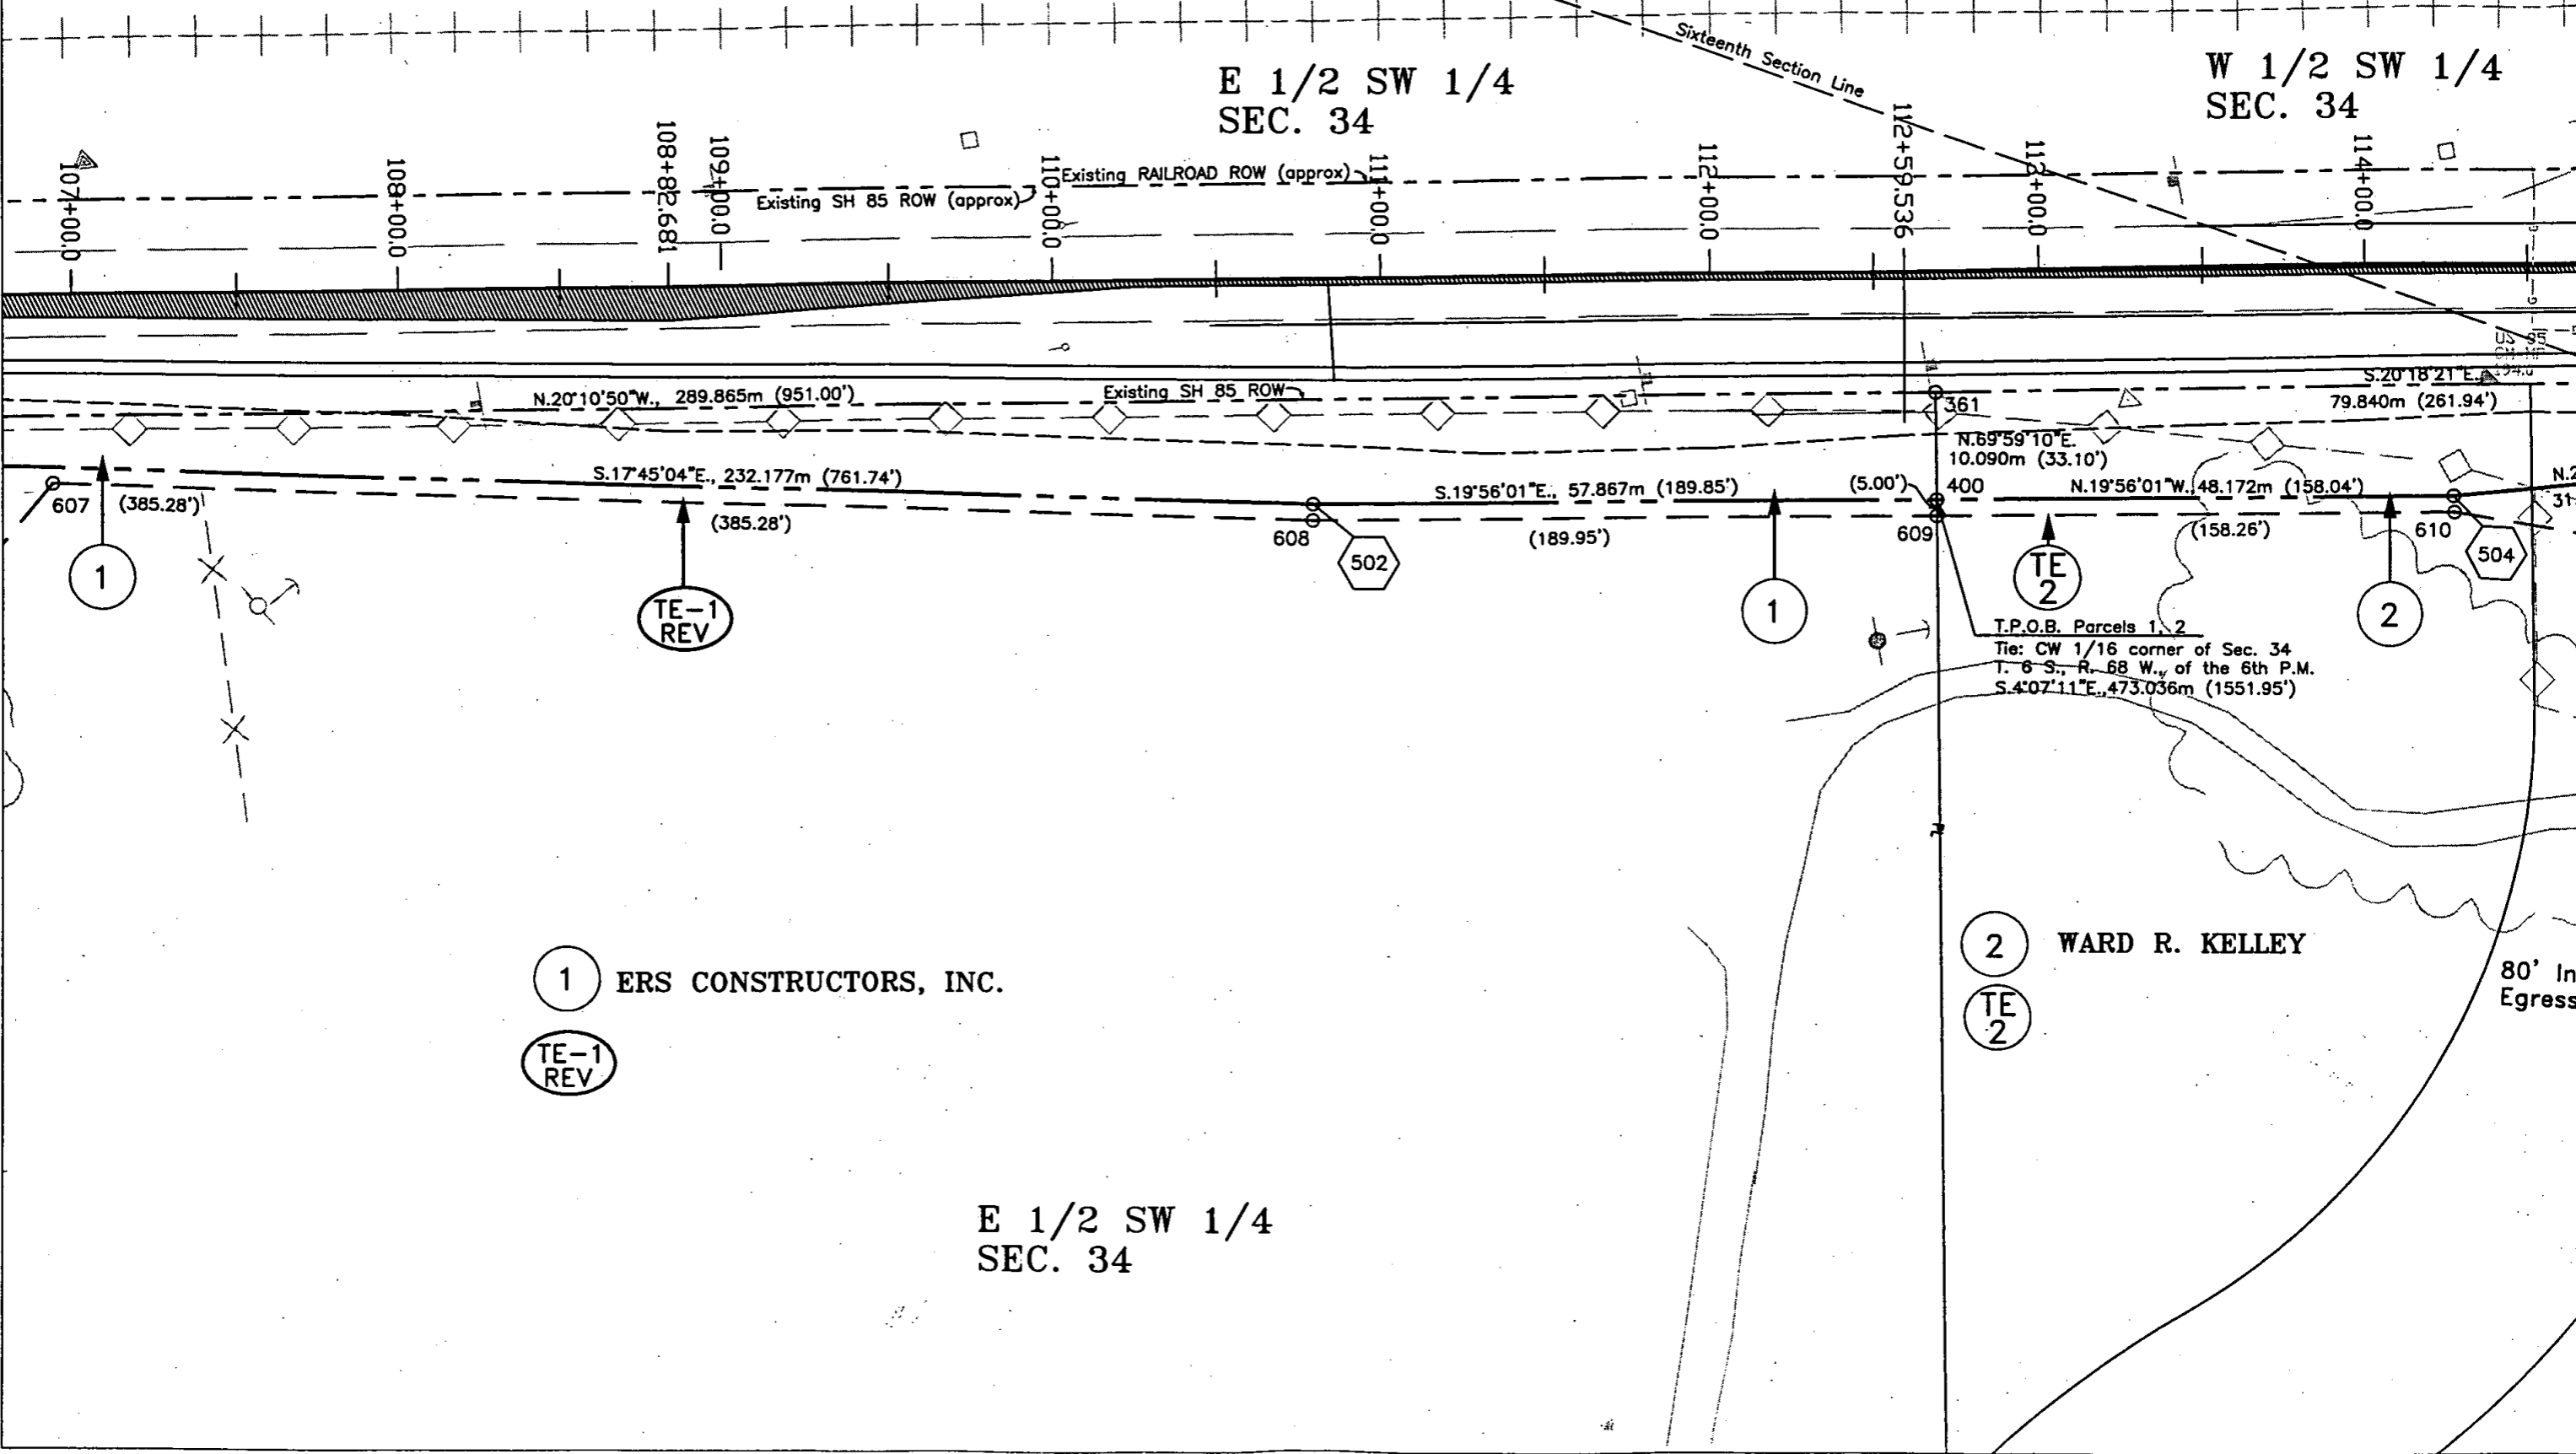 Sixteenth Section Line
E 1/2 SW 1/4
SEC. 34
W 1/2 SW 1/4
SEC. 34
107+00.0
108+00.0
108+82.681
109+00.0
110+00.0
111+00.0
112+00.0
112+59.536
113+00.0
114+00.0
Existing RAILROAD ROW (approx)
Existing SH 85 ROW (approx)
N.20°10'50"W., 289.865m (951.00')
Existing SH 85 ROW
S.20°18'21"E.
79.840m (261.94')
361
N.69°59'10"E.
10.090m (33.10')
S.17°45'04"E., 232.177m (761.74')
S.19°56'01"E., 57.867m (189.85')
(5.00')
400
N.19°56'01"W., 48.172m (158.04')
607
(385.28')
(385.28')
608
502
(189.95')
609
(158.26')
610
504
1
TE-1
REV
1
TE
2
2
T.P.O.B. Parcels 1, 2
Tie: CW 1/16 corner of Sec. 34
T. 6 S., R. 68 W., of the 6th P.M.
S.4°07'11"E.,473.036m (1551.95')
1 ERS CONSTRUCTORS, INC.
TE-1
REV
2 WARD R. KELLEY
TE
2
80' In
Egress
E 1/2 SW 1/4
SEC. 34